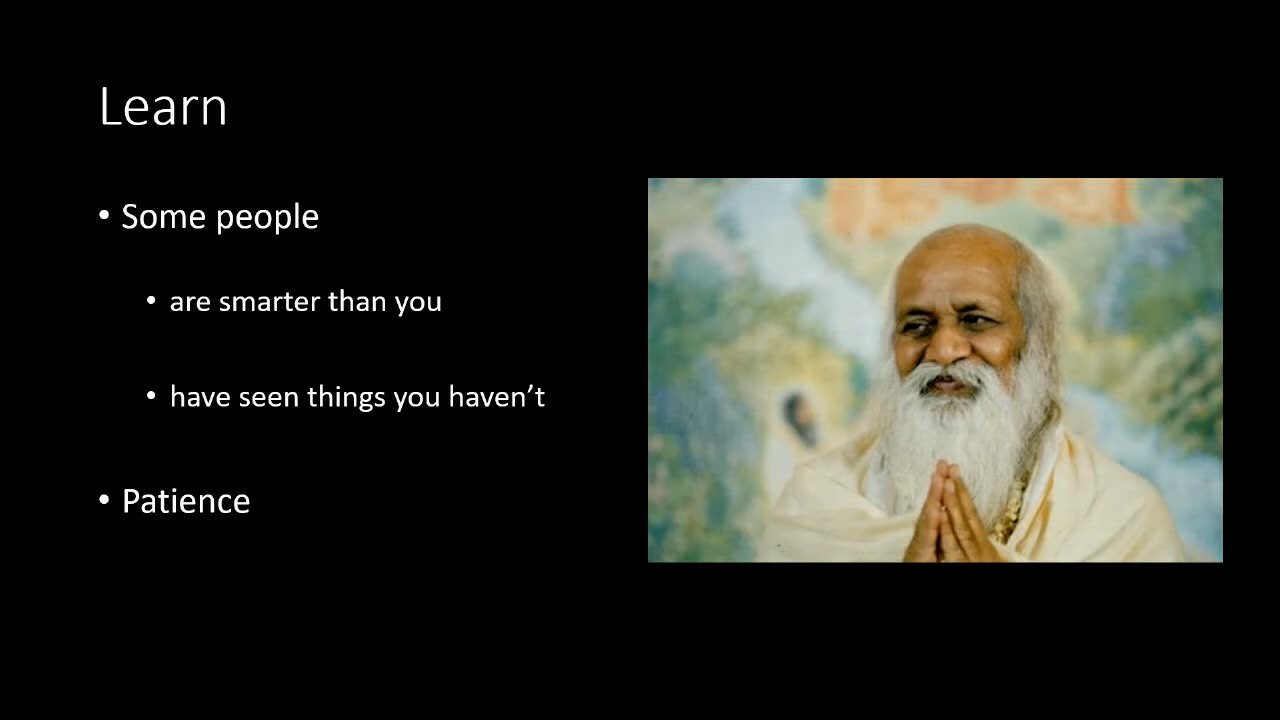 Learn
• Some people
• are smarter than you
• have seen things you haven’t
• Patience